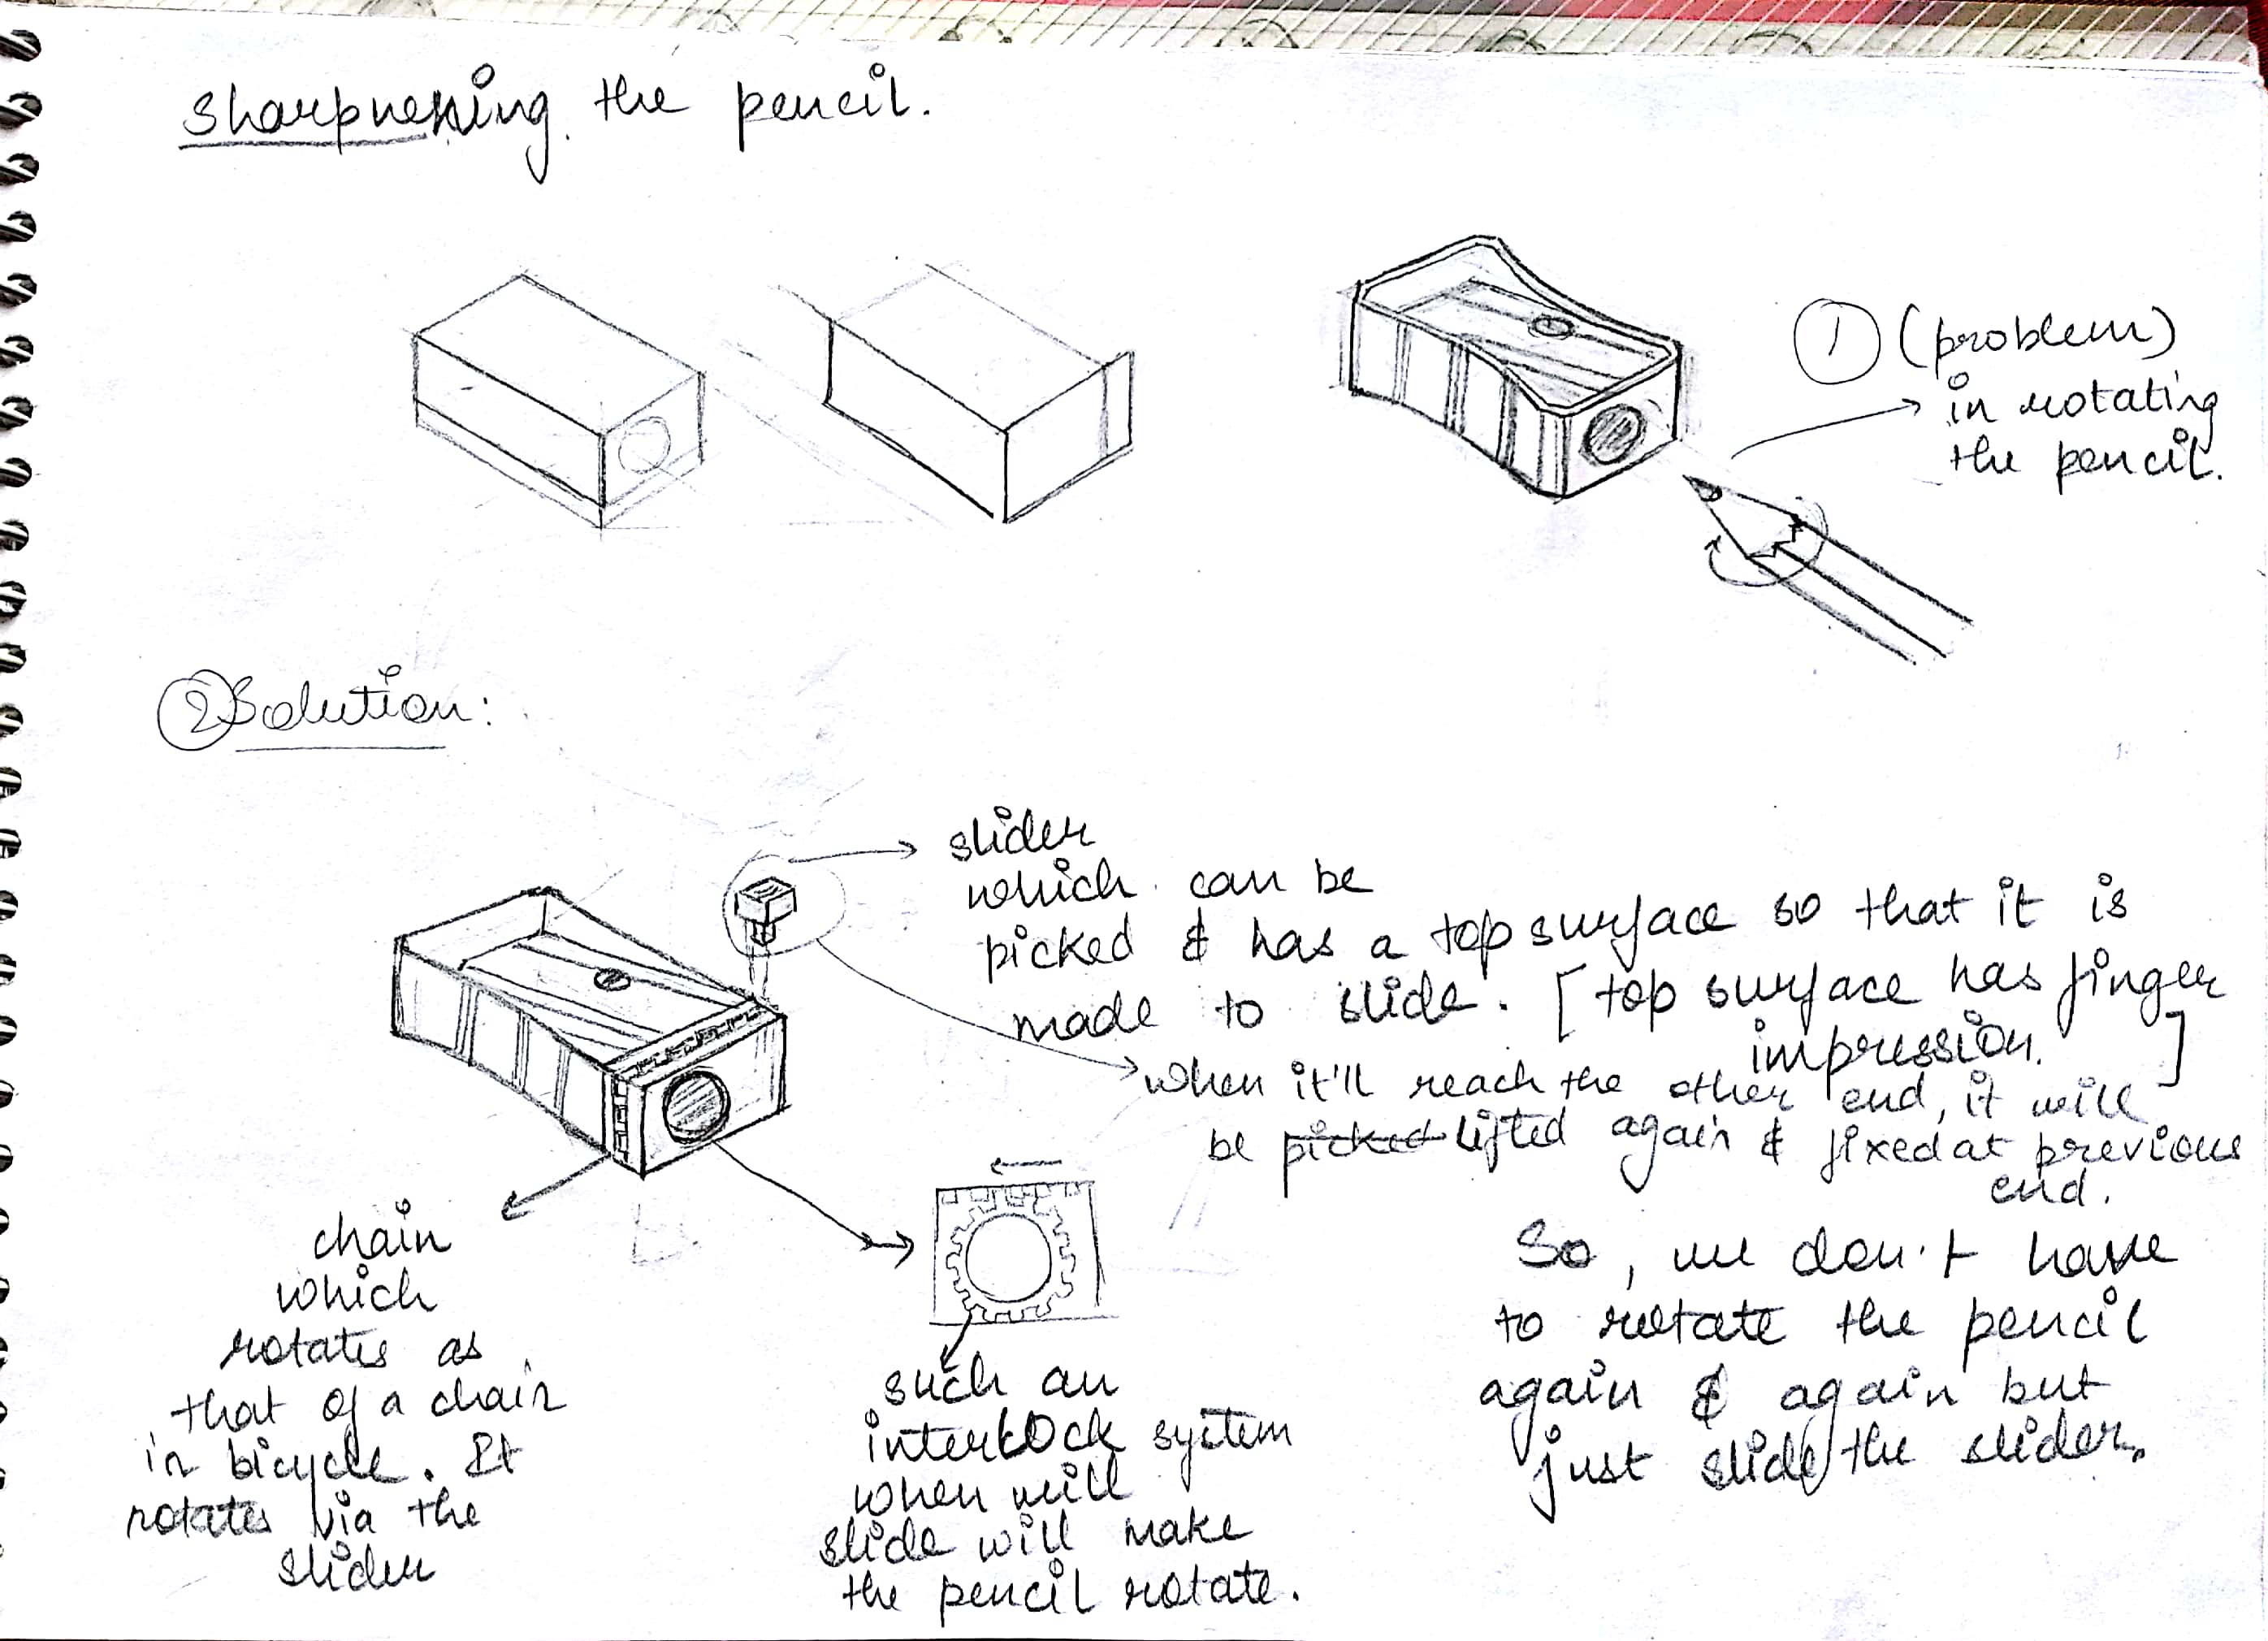 sharpnening the pencil.
① (problem)
in rotating
the pencil.
② Solution:
slider
which can be
picked & has a top surface so that it is
made to slide. [top surface has finger
impression.]
when it'll reach the other end, it will
be picked lifted again & fixed at previous
end.
chain
which
rotates as
that of a chain
in bicycle. It
rotates via the
slider
such an
interlock system
when will
slide will make
the pencil rotate.
So, we don't have
to rotate the pencil
again & again but
just slide the slider.